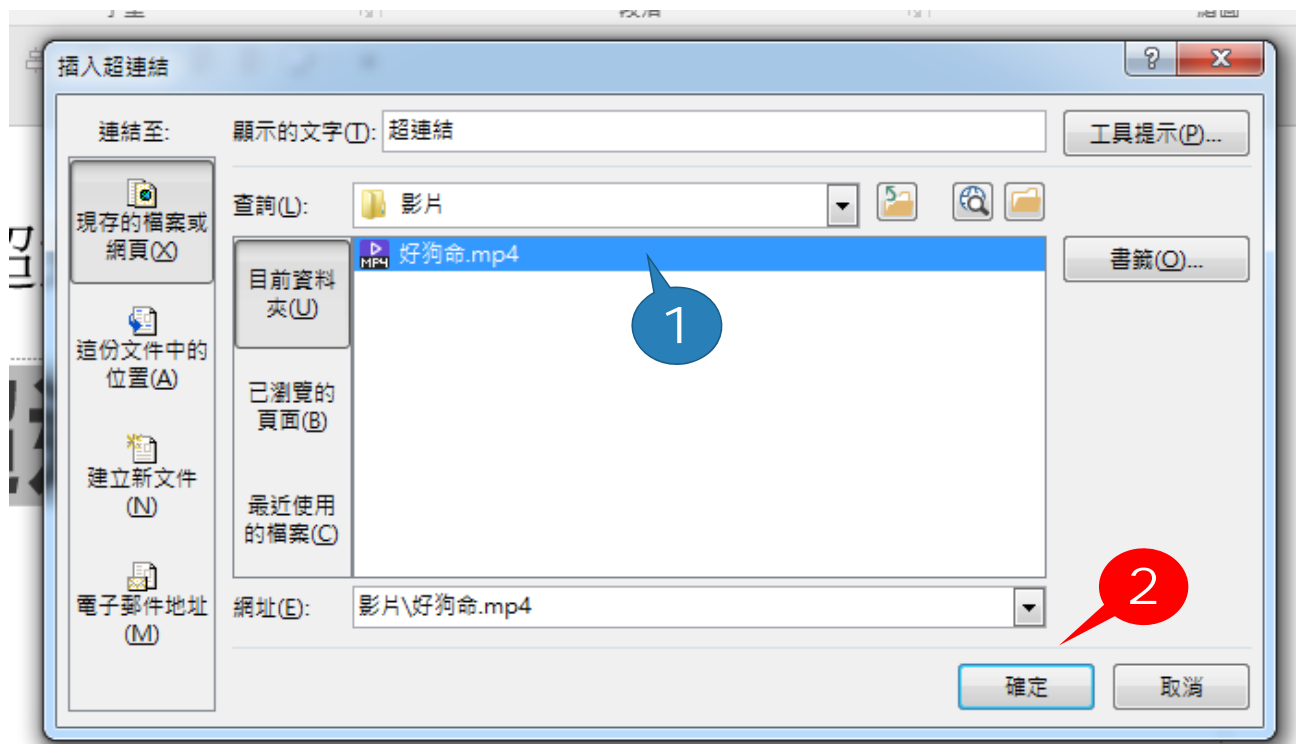 段落
繪圖
插入超連結
連結至:
顯示的文字(T):
超連結
工具提示(P)...
現存的檔案或
網頁(X)
查詢(L):
影片
目前資料
夾(U)
好狗命.mp4
書籤(O)...
1
這份文件中的
位置(A)
已瀏覽的
頁面(B)
建立新文件
(N)
最近使用
的檔案(C)
2
電子郵件地址
(M)
網址(E):
影片\好狗命.mp4
確定
取消